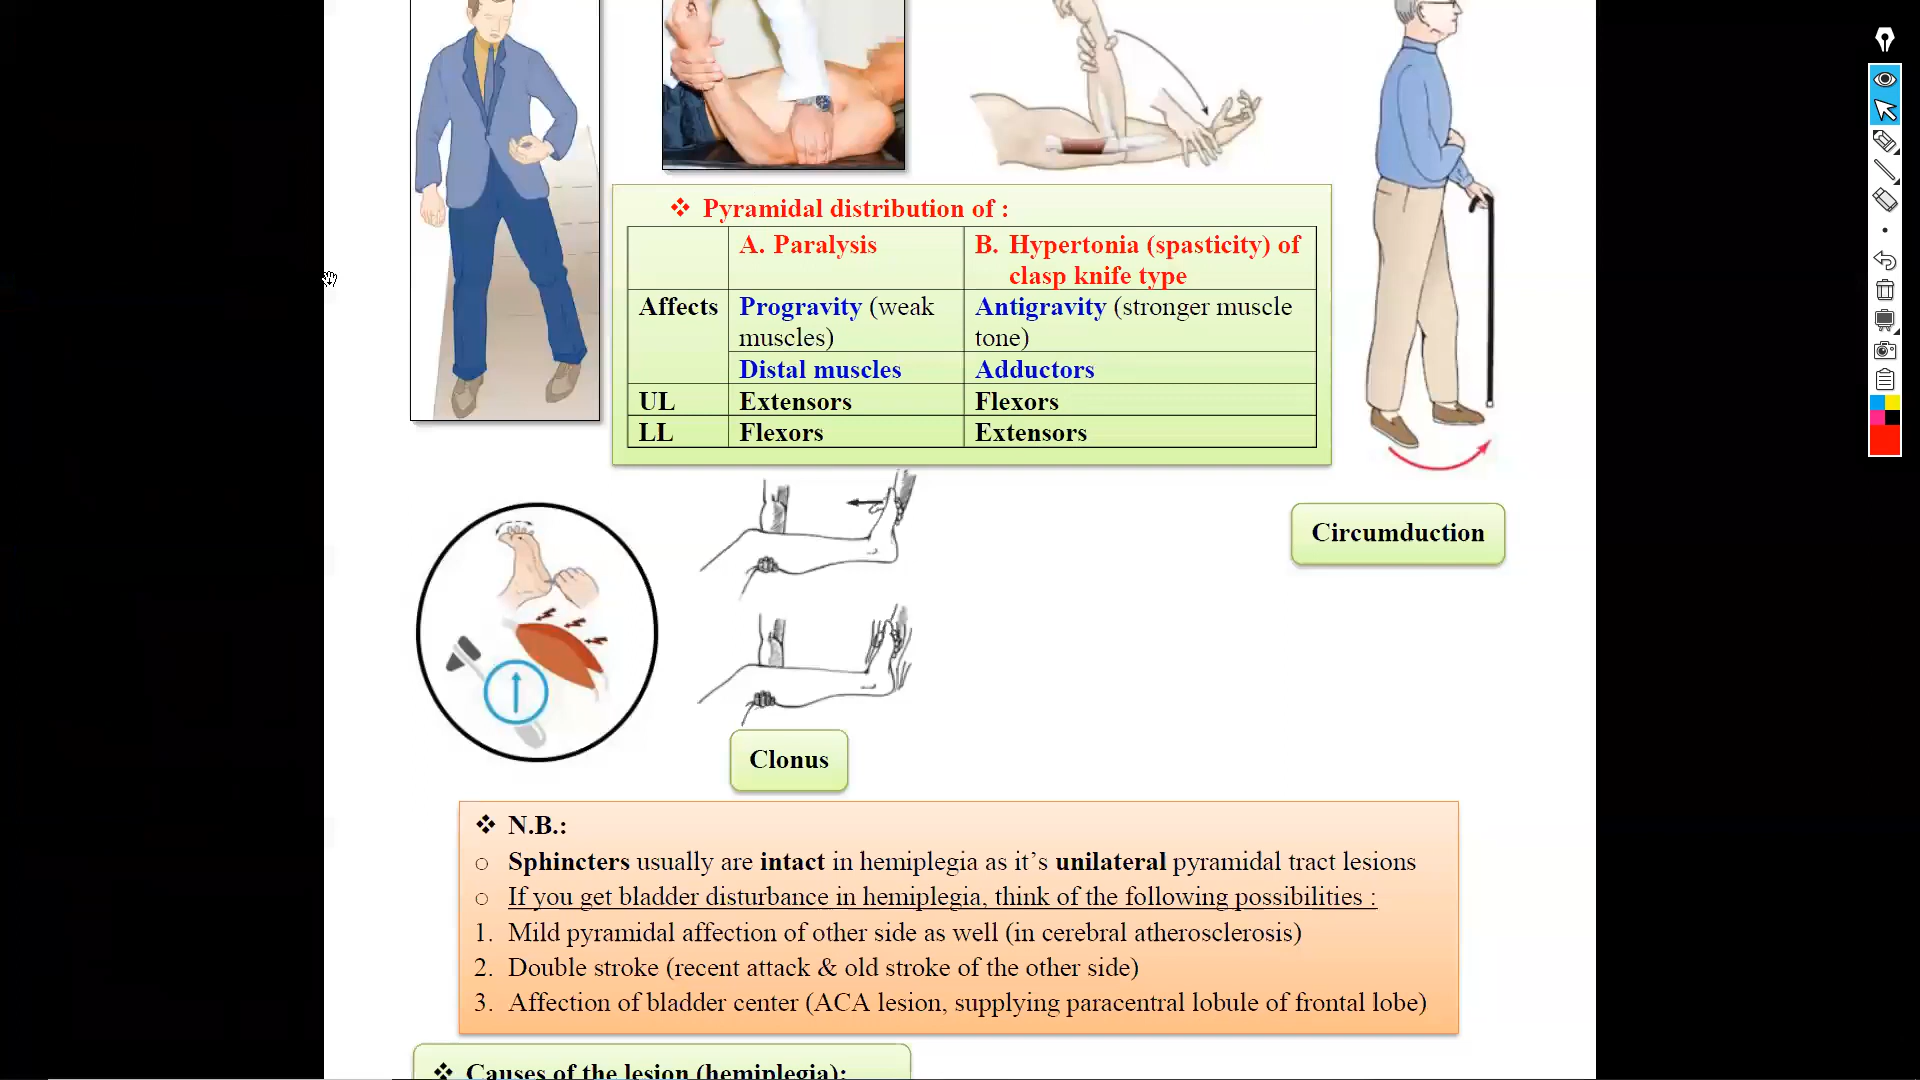 ❖ Pyramidal distribution of :
A. Paralysis
B. Hypertonia (spasticity) of
clasp knife type
Affects
Progravity (weak
muscles)
Antigravity (stronger muscle
tone)
Distal muscles
Adductors
UL
Extensors
Flexors
LL
Flexors
Extensors
Circumduction
Clonus
❖ N.B.:
○ Sphincters usually are intact in hemiplegia as it’s unilateral pyramidal tract lesions
○ If you get bladder disturbance in hemiplegia, think of the following possibilities :
1. Mild pyramidal affection of other side as well (in cerebral atherosclerosis)
2. Double stroke (recent attack & old stroke of the other side)
3. Affection of bladder center (ACA lesion, supplying paracentral lobule of frontal lobe)
❖ Causes of the lesion (hemiplegia):